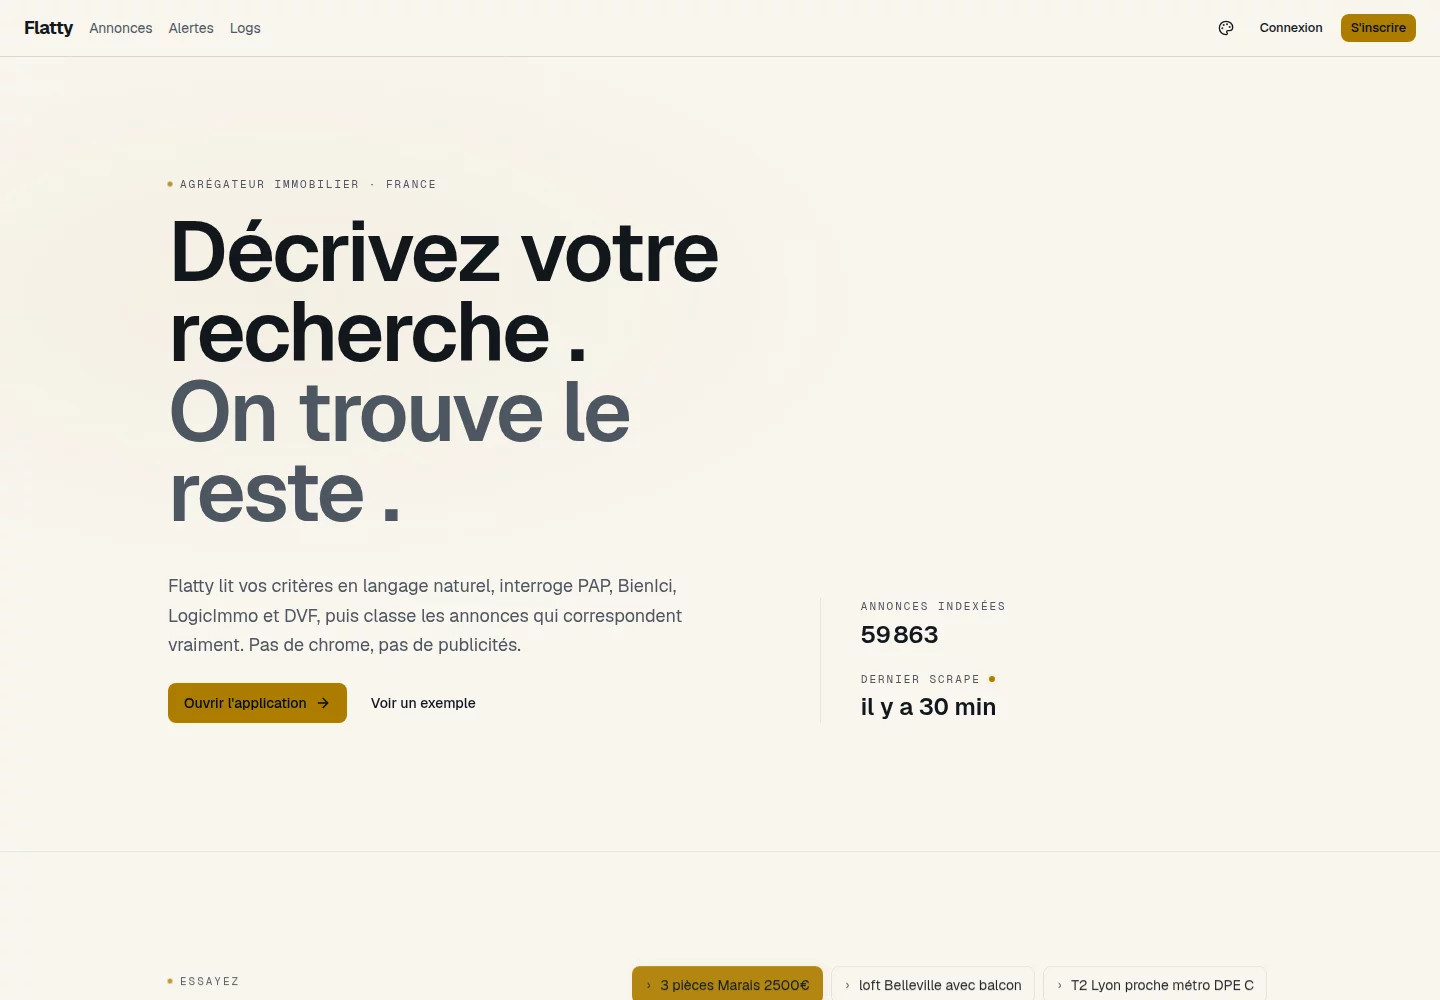 Flatty Annonces Alertes Logs Connexion S'inscrire
AGRÉGATEUR IMMOBILIER · FRANCE
Décrivez votre
recherche .
On trouve le
reste .
Flatty lit vos critères en langage naturel, interroge PAP, BienIci,
LogicImmo et DVF, puis classe les annonces qui correspondent
vraiment. Pas de chrome, pas de publicités.
Ouvrir l'application → Voir un exemple
ANNONCES INDEXÉES
59 863
DERNIER SCRAPE
il y a 30 min
ESSAYEZ
› 3 pièces Marais 2500€ › loft Belleville avec balcon › T2 Lyon proche métro DPE C